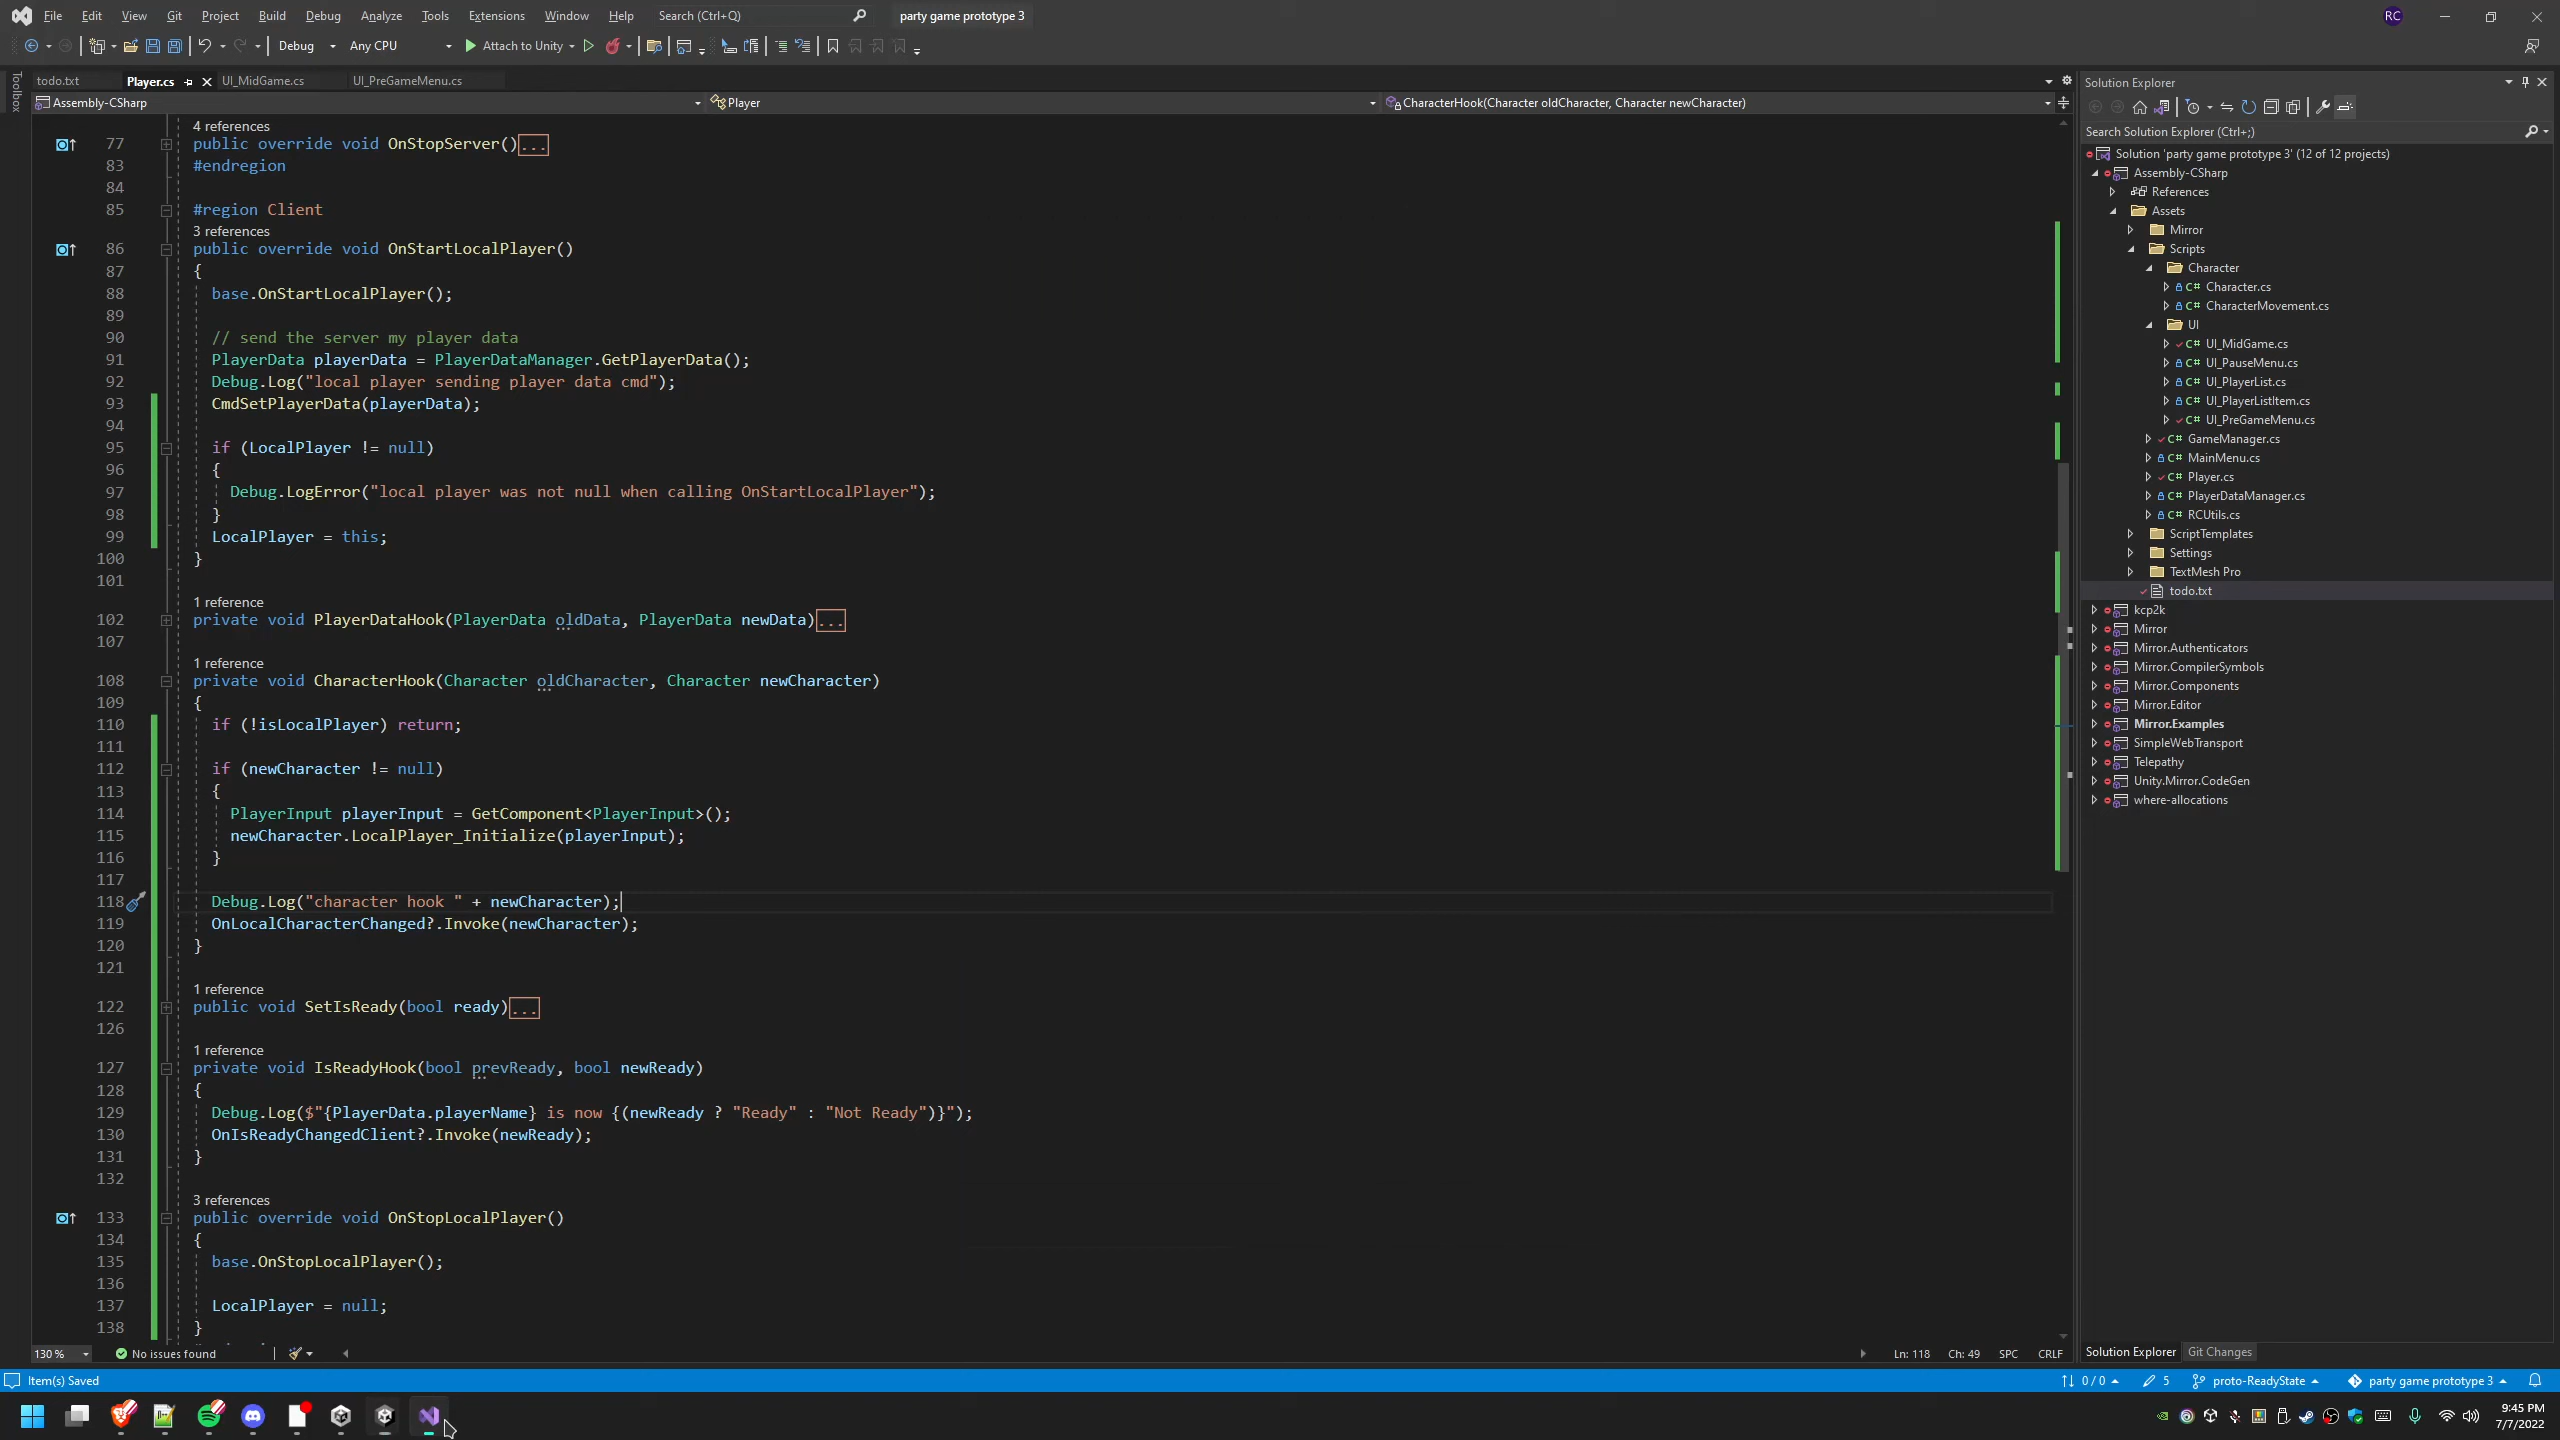 File Edit View Git Project Build Debug Analyze Tools Extensions Window Help Search (Ctrl+Q) party game prototype 3 RC
Debug Any CPU Attach to Unity
Toolbox
todo.txt Player.cs UI_MidGame.cs UI_PreGameMenu.cs
Assembly-CSharp Player CharacterHook(Character oldCharacter, Character newCharacter)
4 references
77 public override void OnStopServer()...
83 #endregion
84
85 #region Client
3 references
86 public override void OnStartLocalPlayer()
87 {
88 base.OnStartLocalPlayer();
89
90 // send the server my player data
91 PlayerData playerData = PlayerDataManager.GetPlayerData();
92 Debug.Log("local player sending player data cmd");
93 CmdSetPlayerData(playerData);
94
95 if (LocalPlayer != null)
96 {
97 Debug.LogError("local player was not null when calling OnStartLocalPlayer");
98 }
99 LocalPlayer = this;
100 }
101
1 reference
102 private void PlayerDataHook(PlayerData oldData, PlayerData newData)...
107
1 reference
108 private void CharacterHook(Character oldCharacter, Character newCharacter)
109 {
110 if (!isLocalPlayer) return;
111
112 if (newCharacter != null)
113 {
114 PlayerInput playerInput = GetComponent<PlayerInput>();
115 newCharacter.LocalPlayer_Initialize(playerInput);
116 }
117
118 Debug.Log("character hook " + newCharacter);
119 OnLocalCharacterChanged?.Invoke(newCharacter);
120 }
121
1 reference
122 public void SetIsReady(bool ready)...
126
1 reference
127 private void IsReadyHook(bool prevReady, bool newReady)
128 {
129 Debug.Log($"{PlayerData.playerName} is now {(newReady ? "Ready" : "Not Ready")}");
130 OnIsReadyChangedClient?.Invoke(newReady);
131 }
132
3 references
133 public override void OnStopLocalPlayer()
134 {
135 base.OnStopLocalPlayer();
136
137 LocalPlayer = null;
138 }
130 % No issues found Ln: 118 Ch: 49 SPC CRLF
Solution Explorer
Search Solution Explorer (Ctrl+;)
Solution 'party game prototype 3' (12 of 12 projects)
Assembly-CSharp
References
Assets
Mirror
Scripts
Character
C# Character.cs
C# CharacterMovement.cs
UI
C# UI_MidGame.cs
C# UI_PauseMenu.cs
C# UI_PlayerList.cs
C# UI_PlayerListItem.cs
C# UI_PreGameMenu.cs
C# GameManager.cs
C# MainMenu.cs
C# Player.cs
C# PlayerDataManager.cs
C# RCUtils.cs
ScriptTemplates
Settings
TextMesh Pro
todo.txt
kcp2k
Mirror
Mirror.Authenticators
Mirror.CompilerSymbols
Mirror.Components
Mirror.Editor
Mirror.Examples
SimpleWebTransport
Telepathy
Unity.Mirror.CodeGen
where-allocations
Solution Explorer Git Changes
Item(s) Saved 0 / 0 5 proto-ReadyState party game prototype 3
9:45 PM
7/7/2022